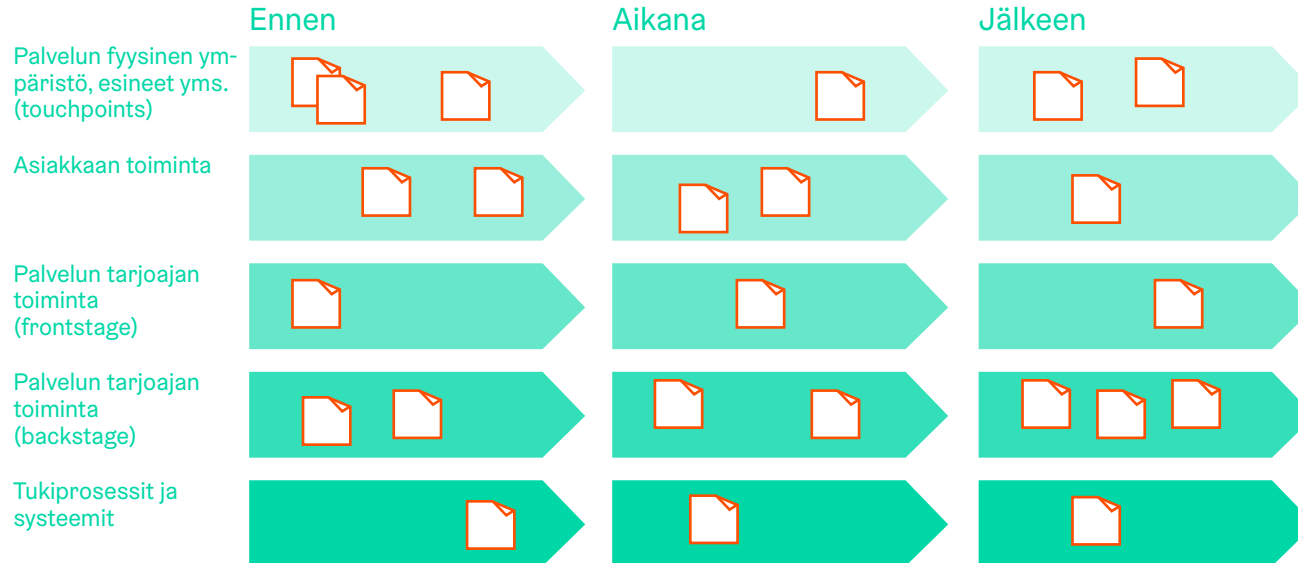 Ennen
Aikana
Jälkeen
Palvelun fyysinen ym-
päristö, esineet yms.
(touchpoints)
Asiakkaan toiminta
Palvelun tarjoajan
toiminta
(frontstage)
Palvelun tarjoajan
toiminta
(backstage)
Tukiprosessit ja
systeemit